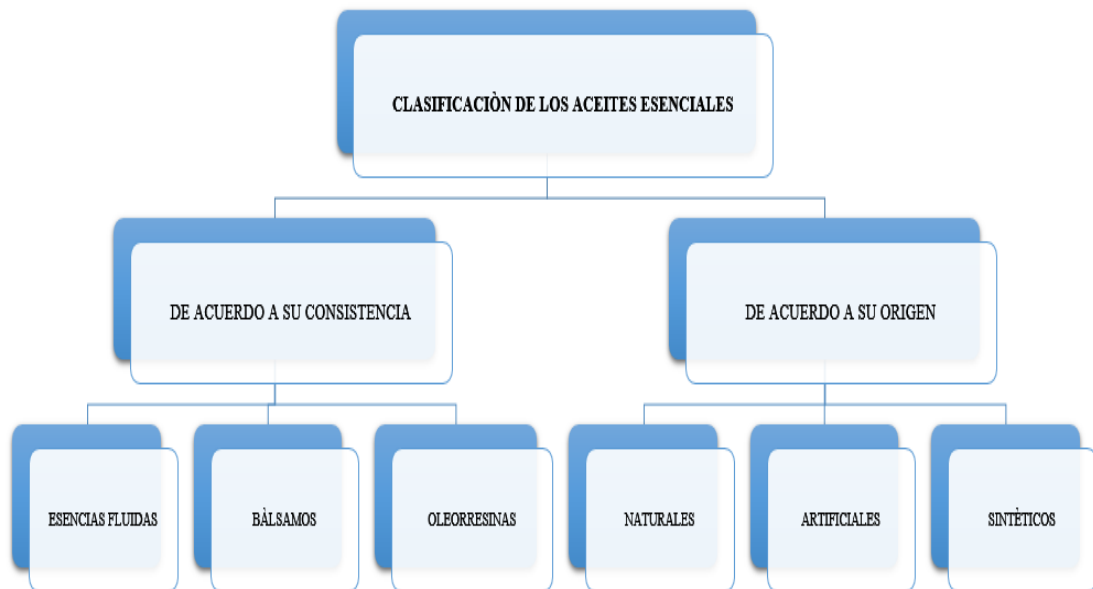 CLASIFICACIÒN DE LOS ACEITES ESENCIALES
DE ACUERDO A SU CONSISTENCIA
DE ACUERDO A SU ORIGEN
ESENCIAS FLUIDAS
BÀLSAMOS
OLEORRESINAS
NATURALES
ARTIFICIALES
SINTÈTICOS